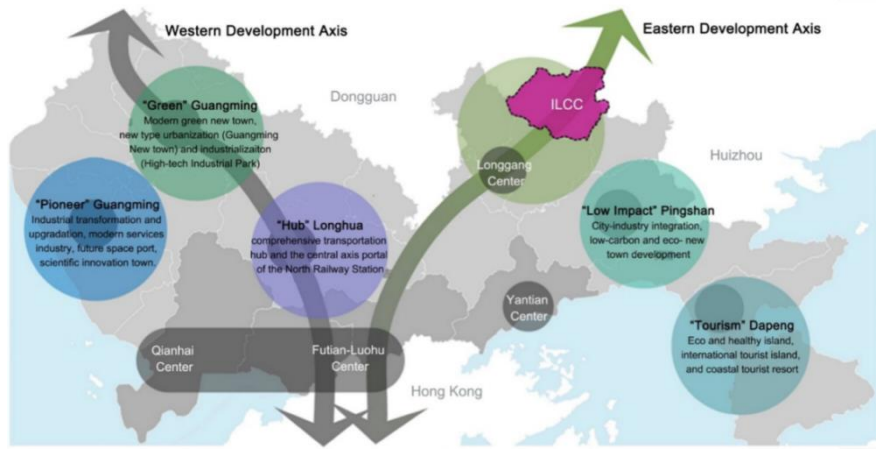 Western Development Axis
Eastern Development Axis
"Green" Guangming
Modern green new town,
new type urbanization (Guangming
New town) and industrializaiton
(High-tech Industrial Park)
Dongguan
ILCC
Longgang
Center
Huizhou
"Pioneer" Guangming
Industrial transformation and
upgradation, modern services
industry, future space port,
scientific innovation town.
"Hub" Longhua
comprehensive transportation
hub and the central axis portal
of the North Railway Station
"Low Impact" Pingshan
City-industry integration,
low-carbon and eco- new
town development
Yantian
Center
Qianhai
Center
Futian-Luohu
Center
"Tourism" Dapeng
Eco and healthy island,
international tourist island,
and coastal tourist resort
Hong Kong